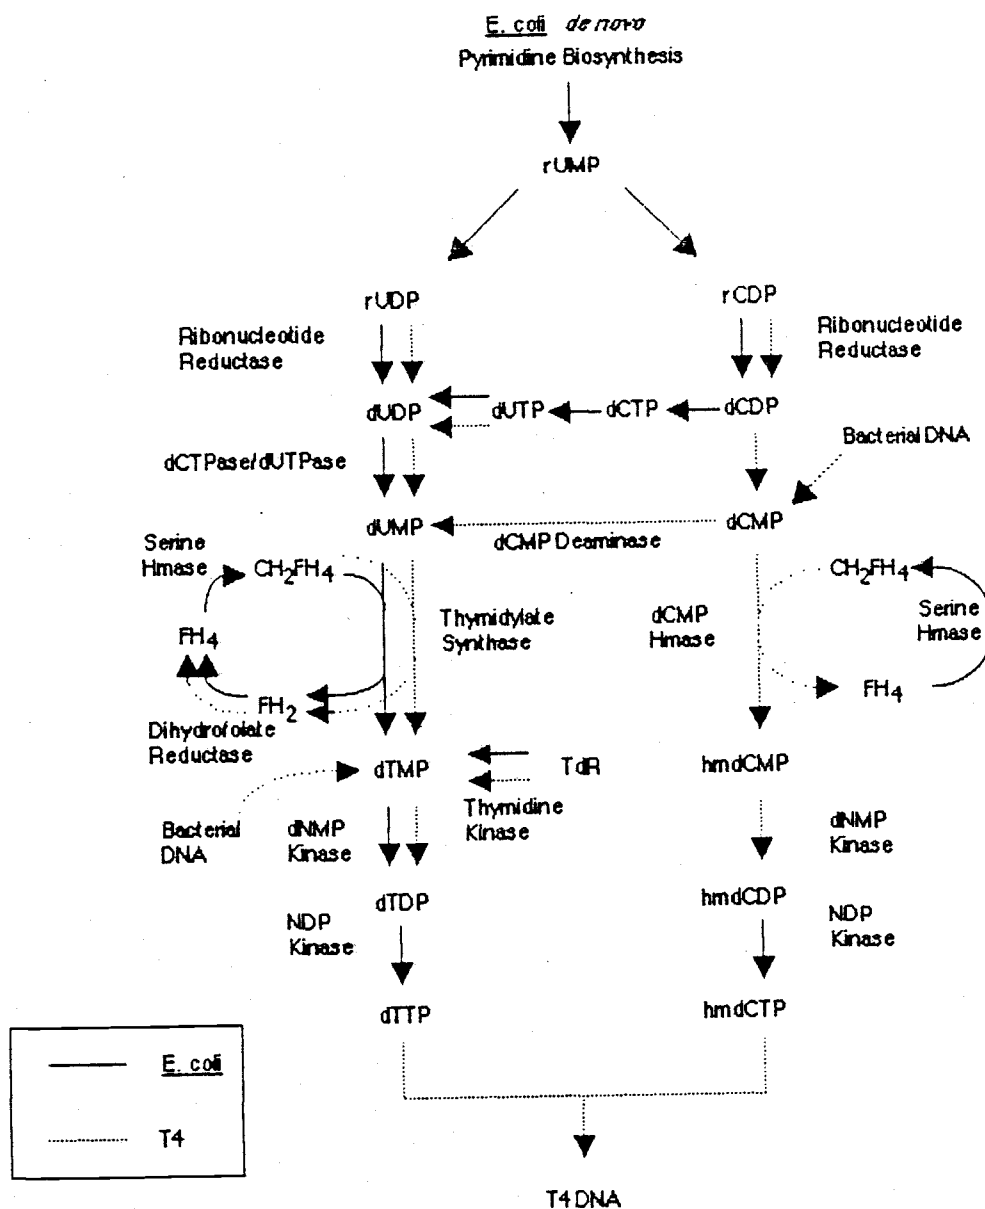 E. coli de novo
Pyrimidine Biosynthesis
rUMP
rUDP
rCDP
Ribonucleotide
Reductase
Ribonucleotide
Reductase
dUDP
dUTP
dCTP
dCDP
Bacterial DNA
dCTPase/dUTPase
dUMP
dCMP Deaminase
dCMP
Serine
Hmase
CH2FH4
Thymidylate
Synthase
dCMP
Hmase
CH2FH4
Serine
Hmase
FH4
FH2
FH4
Dihydrofolate
Reductase
dTMP
TdR
hmdCMP
Thymidine
Kinase
Bacterial
DNA
dNMP
Kinase
dNMP
Kinase
dTDP
hmdCDP
NDP
Kinase
NDP
Kinase
dTTP
hmdCTP
E. coli
T4
T4 DNA